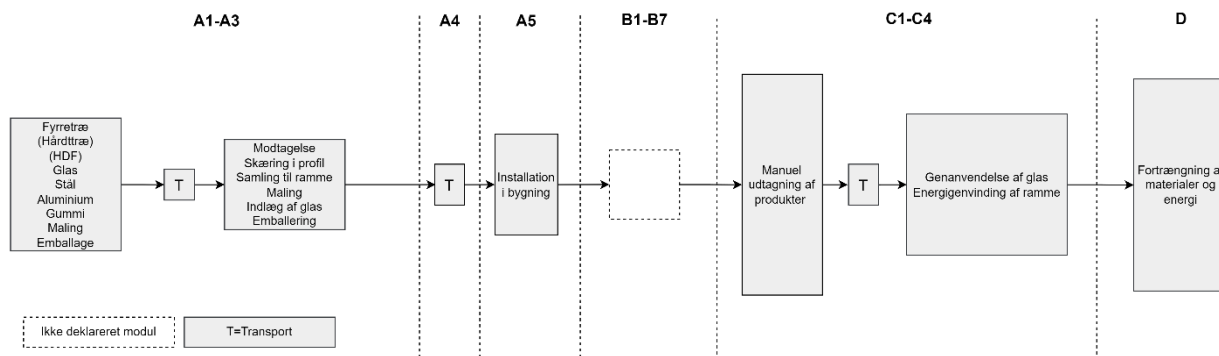 A1-A3
A4
A5
B1-B7
C1-C4
D
Fyrretræ
(Hårdttræ)
(HDF)
Glas
Stål
Aluminium
Gummi
Maling
Emballage
T
Modtagelse
Skæring i profil
Samling til ramme
Maling
Indlæg af glas
Emballering
T
Installation
i bygning
Manuel
udtagning af
produkter
T
Genanvendelse af glas
Energigenvinding af ramme
Fortrængning a
materialer og
energi
Ikke deklareret modul
T=Transport